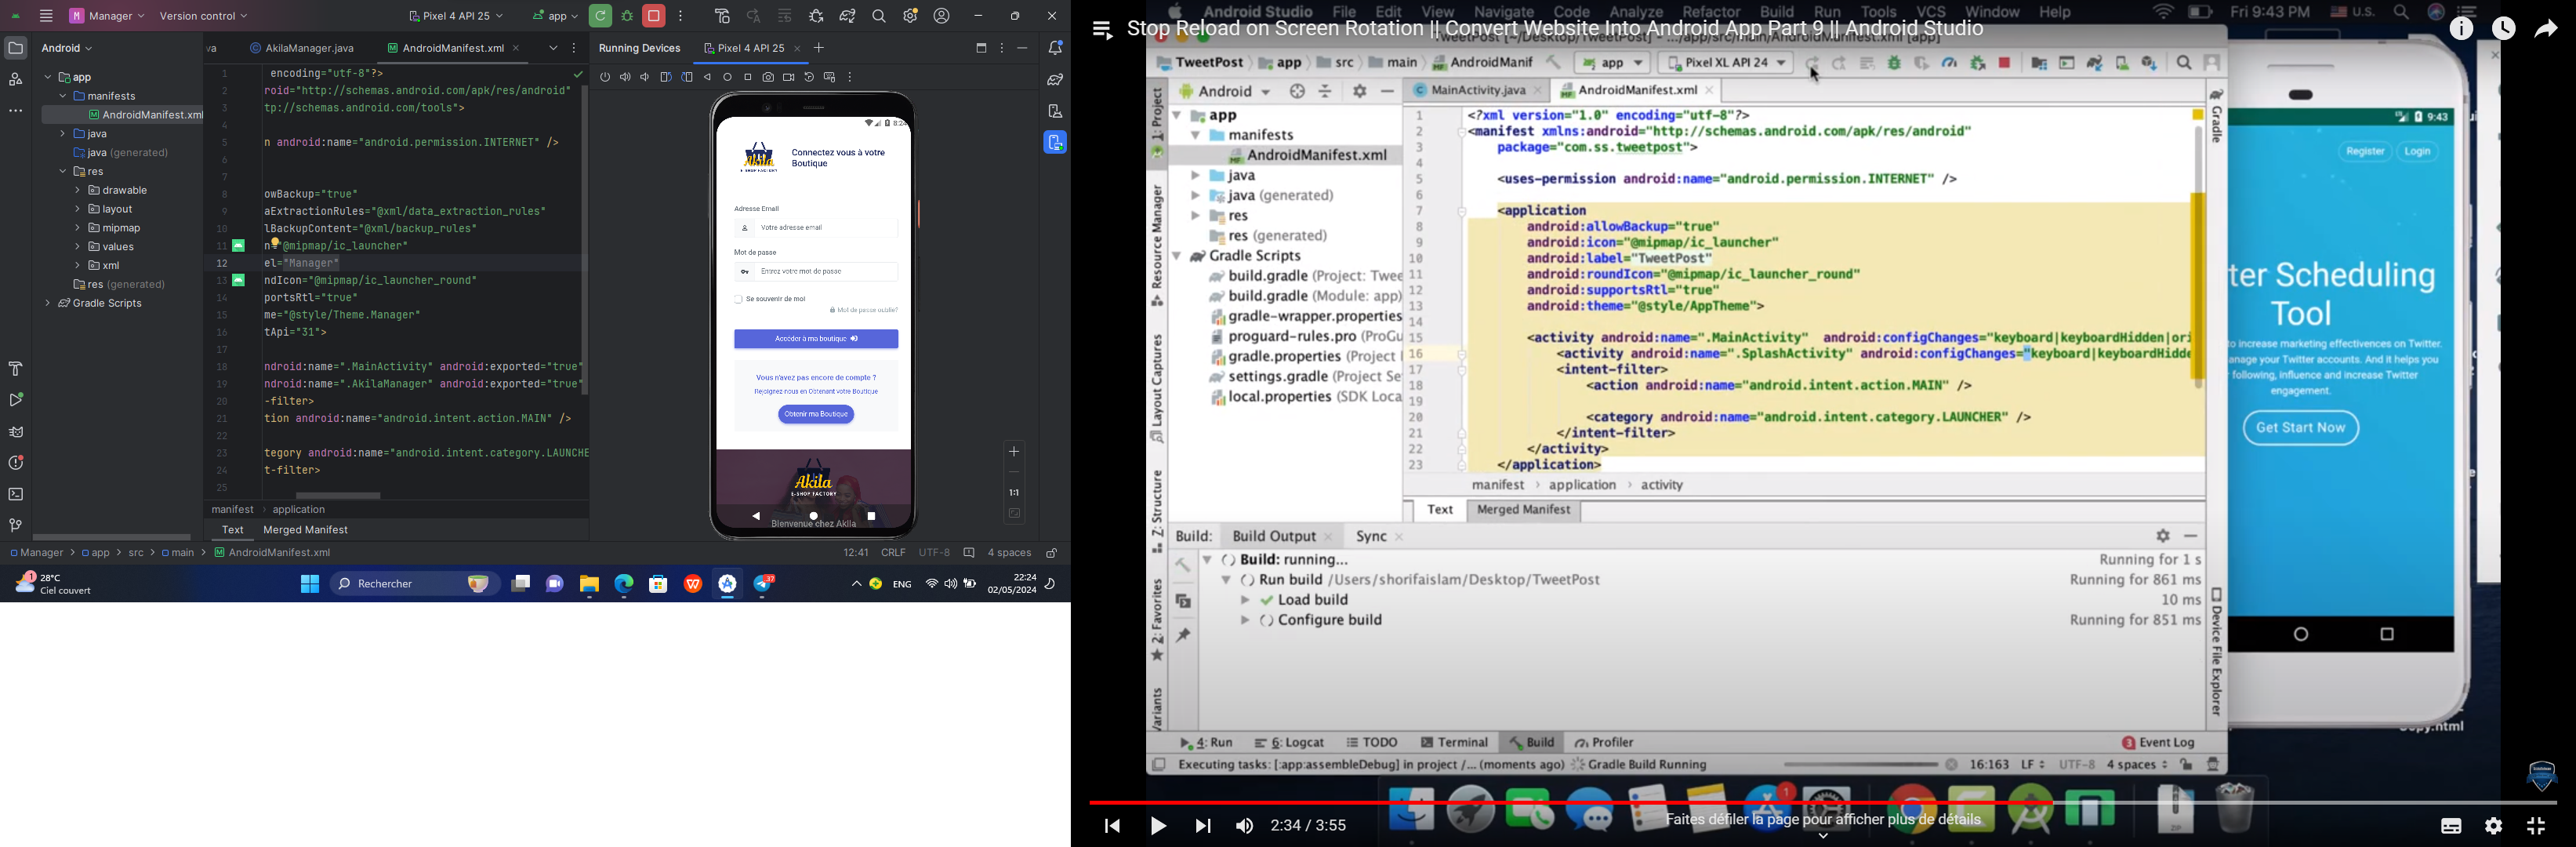 Manager
Version control
Pixel 4 API 25
app
Android
va
AkilaManager.java
AndroidManifest.xml
Running Devices
Pixel 4 API 25
app
manifests
AndroidManifest.xml
java
java (generated)
res
drawable
layout
mipmap
values
xml
res (generated)
Gradle Scripts
1 encoding="utf-8"?>
2 roid="http://schemas.android.com/apk/res/android"
3 tp://schemas.android.com/tools">
4
5 n android:name="android.permission.INTERNET" />
6
7
8 owBackup="true"
9 aExtractionRules="@xml/data_extraction_rules"
10 lBackupContent="@xml/backup_rules"
11 n="@mipmap/ic_launcher"
12 el="Manager"
13 ndIcon="@mipmap/ic_launcher_round"
14 portsRtl="true"
15 me="@style/Theme.Manager"
16 tApi="31">
17
18 ndroid:name=".MainActivity" android:exported="true"
19 ndroid:name=".AkilaManager" android:exported="true"
20 -filter>
21 tion android:name="android.intent.action.MAIN" />
22
23 tegory android:name="android.intent.category.LAUNCHE
24 t-filter>
25
manifest › application
Text Merged Manifest
8:24
Akila
E-SHOP FACTORY
Connectez vous à votre
Boutique
Adresse Email
Votre adresse email
Mot de passe
Entrez votre mot de passe
Se souvenir de moi
Mot de passe oublié?
Accéder à ma boutique
Vous n'avez pas encore de compte ?
Rejoignez-nous en Obtenant votre Boutique
Obtenir ma Boutique
Akila
E-SHOP FACTORY
Bienvenue chez Akila
1:1
Manager > app > src > main > AndroidManifest.xml
12:41 CRLF UTF-8 4 spaces
1
28°C
Ciel couvert
Rechercher
37
ENG
22:24
02/05/2024
Android Studio File Edit View Navigate Code Analyze Refactor Build Run Tools VCS Window Help
Fri 9:43 PM U.S.
Stop Reload on Screen Rotation || Convert Website Into Android App Part 9 || Android Studio
TweetPost [~/Desktop/TweetPost] - .../app/src/main/AndroidManifest.xml [app]
TweetPost app src main AndroidManif
app
Pixel XL API 24
Android
MainActivity.java
AndroidManifest.xml
1: Project
Resource Manager
Layout Captures
Z: Structure
2: Favorites
Variants
app
manifests
AndroidManifest.xml
java
java (generated)
res
res (generated)
Gradle Scripts
build.gradle (Project: Twee
build.gradle (Module: app)
gradle-wrapper.properties
proguard-rules.pro (ProGu
gradle.properties (Project
settings.gradle (Project Se
local.properties (SDK Loca
1 <?xml version="1.0" encoding="utf-8"?>
2 <manifest xmlns:android="http://schemas.android.com/apk/res/android"
3 package="com.ss.tweetpost">
4
5 <uses-permission android:name="android.permission.INTERNET" />
6
7 <application
8 android:allowBackup="true"
9 android:icon="@mipmap/ic_launcher"
10 android:label="TweetPost"
11 android:roundIcon="@mipmap/ic_launcher_round"
12 android:supportsRtl="true"
13 android:theme="@style/AppTheme">
14
15 <activity android:name=".MainActivity" android:configChanges="keyboard|keyboardHidden|ori
16 <activity android:name=".SplashActivity" android:configChanges="keyboard|keyboardHidde
17 <intent-filter>
18 <action android:name="android.intent.action.MAIN" />
19
20 <category android:name="android.intent.category.LAUNCHER" />
21 </intent-filter>
22 </activity>
23 </application>
manifest › application › activity
Text Merged Manifest
Gradle
Device File Explorer
Build: Build Output Sync
Build: running... Running for 1 s
Run build /Users/shorifaislam/Desktop/TweetPost Running for 861 ms
Load build 10 ms
Configure build Running for 851 ms
4: Run 6: Logcat TODO Terminal Build Profiler
3 Event Log
Executing tasks: [:app:assembleDebug] in project /... (moments ago) Gradle Build Running
16:163 LF UTF-8 4 spaces
9:43
Register Login
ter Scheduling
Tool
to increase marketing effectivences on Twitter.
anage your Twitter accounts. And it helps you
following, influence and increase Twitter
engagement.
Get Start Now
Copy.html
1
ZIP
2:34 / 3:55
Faites défiler la page pour afficher plus de détails